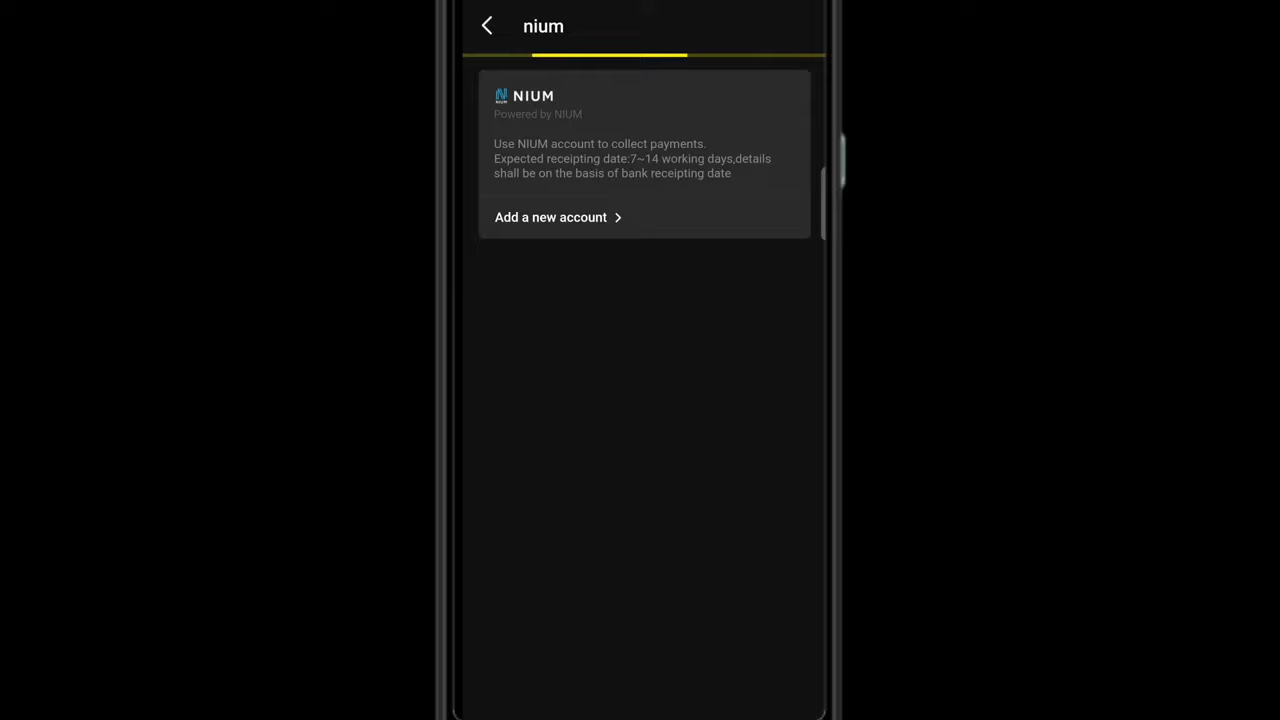 nium
NIUM
Powered by NIUM
Use NIUM account to collect payments.
Expected receipting date:7~14 working days,details
shall be on the basis of bank receipting date
Add a new account